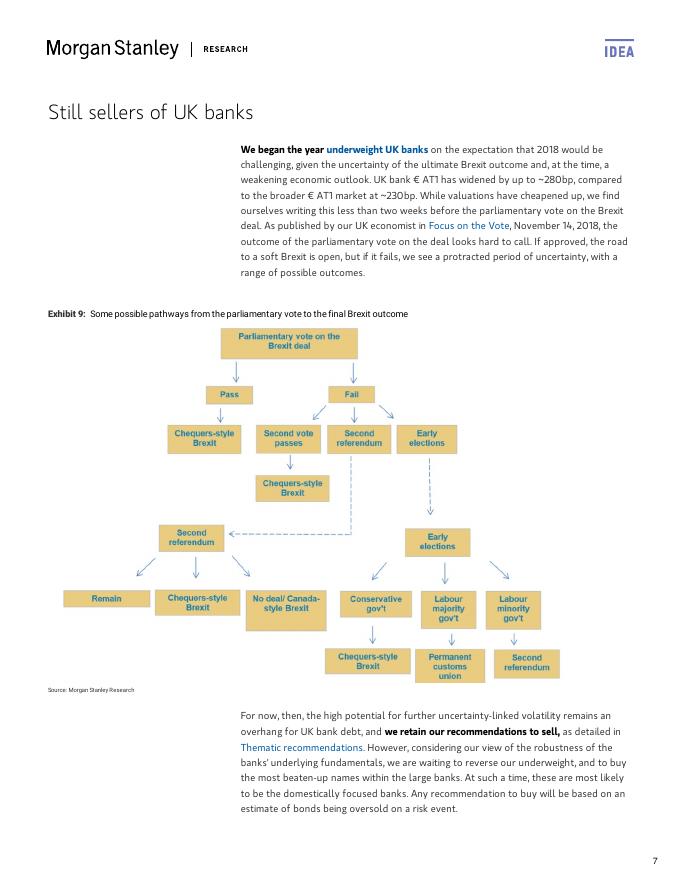 Morgan Stanley | RESEARCH
IDEA
Still sellers of UK banks
We began the year underweight UK banks on the expectation that 2018 would be
challenging, given the uncertainty of the ultimate Brexit outcome and, at the time, a
weakening economic outlook. UK bank € AT1 has widened by up to ~280bp, compared
to the broader € AT1 market at ~230bp. While valuations have cheapened up, we find
ourselves writing this less than two weeks before the parliamentary vote on the Brexit
deal. As published by our UK economist in Focus on the Vote, November 14, 2018, the
outcome of the parliamentary vote on the deal looks hard to call. If approved, the road
to a soft Brexit is open, but if it fails, we see a protracted period of uncertainty, with a
range of possible outcomes.
Exhibit 9: Some possible pathways from the parliamentary vote to the final Brexit outcome
Parliamentary vote on the
Brexit deal
Pass
Fail
Chequers-style
Brexit
Second vote
passes
Second
referendum
Early
elections
Chequers-style
Brexit
Second
referendum
Early
elections
Remain
Chequers-style
Brexit
No deal/ Canada-
style Brexit
Conservative
gov't
Labour
majority
gov't
Labour
minority
gov't
Chequers-style
Brexit
Permanent
customs
union
Second
referendum
Source: Morgan Stanley Research
For now, then, the high potential for further uncertainty-linked volatility remains an
overhang for UK bank debt, and we retain our recommendations to sell, as detailed in
Thematic recommendations. However, considering our view of the robustness of the
banks' underlying fundamentals, we are waiting to reverse our underweight, and to buy
the most beaten-up names within the large banks. At such a time, these are most likely
to be the domestically focused banks. Any recommendation to buy will be based on an
estimate of bonds being oversold on a risk event.
7